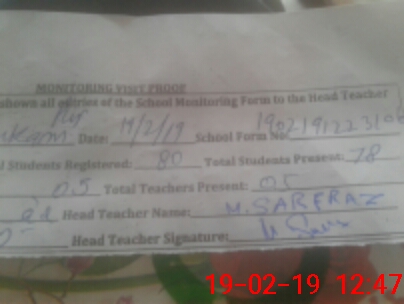 MONITORING VISIT PROOF
shown all entries of the School Monitoring Form to the Head Teacher
Date: 19/2/19 School Form No
l Students Registered: 80 Total Students Present: 78
05 Total Teachers Present: 05
Head Teacher Name: M. SARFRAZ
Head Teacher Signature:
19-02-19 12:47